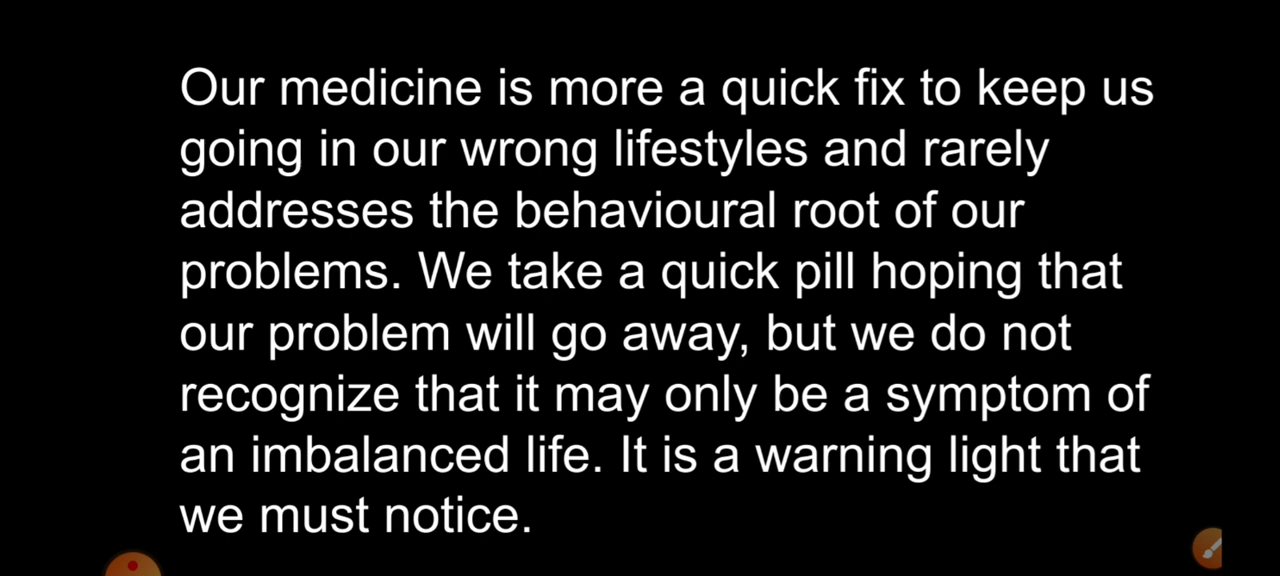 Our medicine is more a quick fix to keep us
going in our wrong lifestyles and rarely
addresses the behavioural root of our
problems. We take a quick pill hoping that
our problem will go away, but we do not
recognize that it may only be a symptom of
an imbalanced life. It is a warning light that
we must notice.